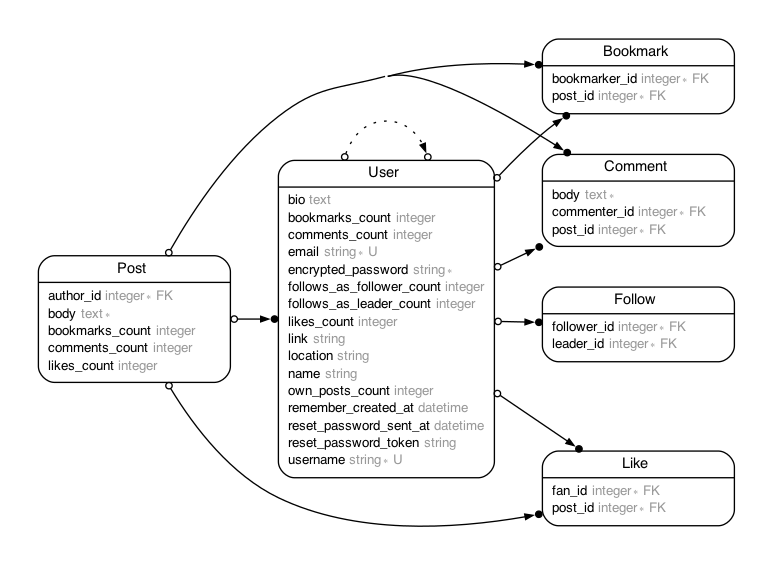 Post
author_id integer∗ FK
body text∗
bookmarks_count integer
comments_count integer
likes_count integer
User
bio text
bookmarks_count integer
comments_count integer
email string∗ U
encrypted_password string∗
follows_as_follower_count integer
follows_as_leader_count integer
likes_count integer
link string
location string
name string
own_posts_count integer
remember_created_at datetime
reset_password_sent_at datetime
reset_password_token string
username string∗ U
Bookmark
bookmarker_id integer∗ FK
post_id integer∗ FK
Comment
body text∗
commenter_id integer∗ FK
post_id integer∗ FK
Follow
follower_id integer∗ FK
leader_id integer∗ FK
Like
fan_id integer∗ FK
post_id integer∗ FK